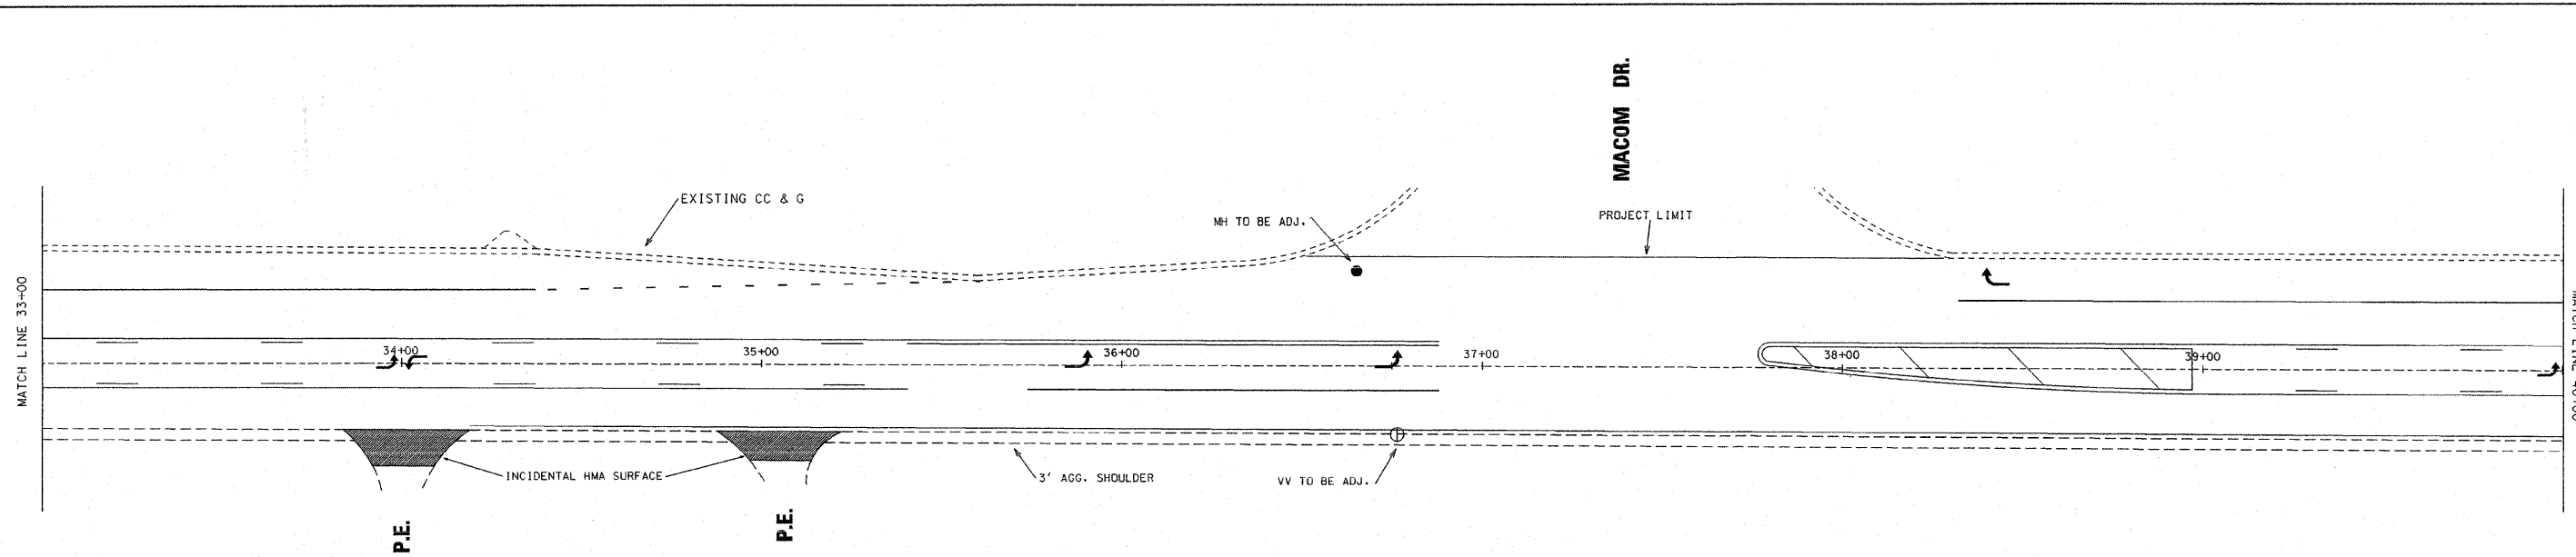 MACOM DR.
EXISTING CC & G
MH TO BE ADJ.
PROJECT LIMIT
MATCH LINE 33+00
34+00
35+00
36+00
37+00
38+00
39+00
INCIDENTAL HMA SURFACE
3' AGG. SHOULDER
VV TO BE ADJ.
P.E.
P.E.